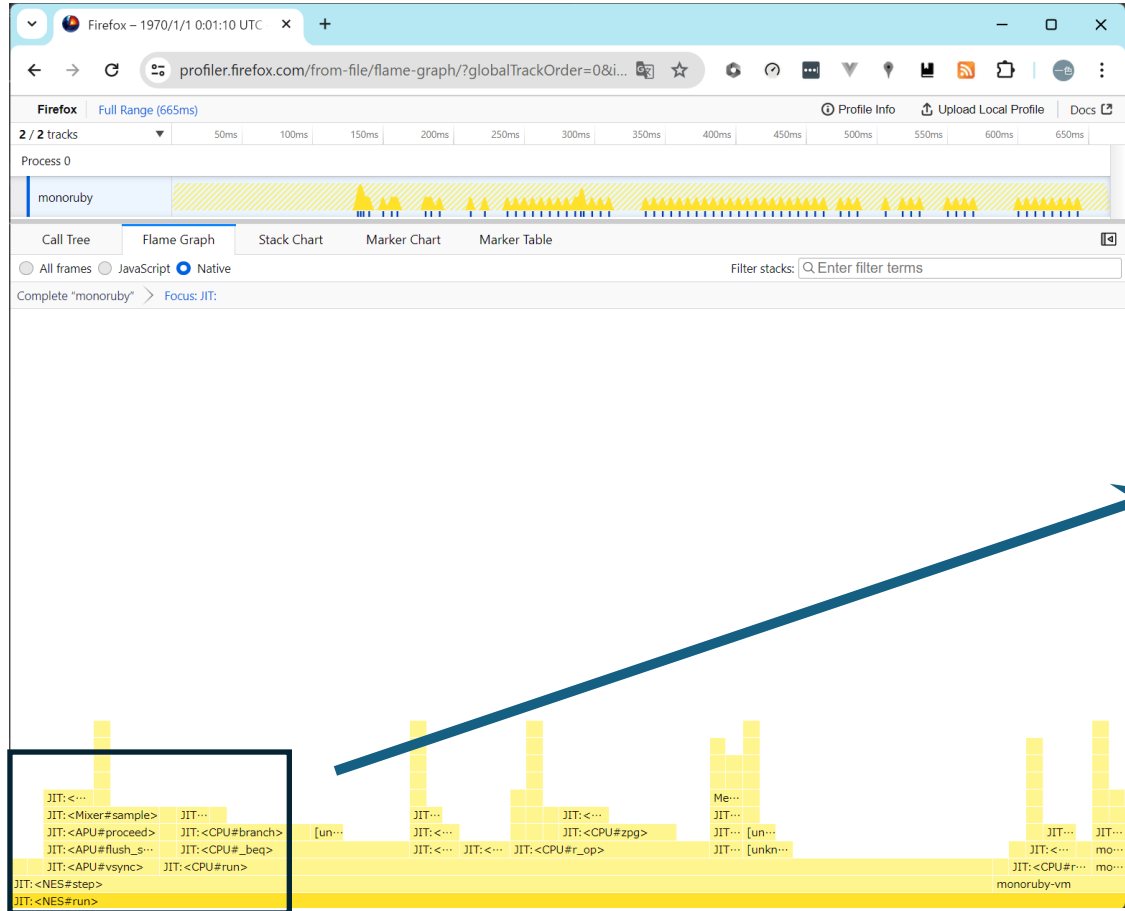 Firefox – 1970/1/1 0:01:10 UTC
profiler.firefox.com/from-file/flame-graph/?globalTrackOrder=0&i...
一色
Firefox Full Range (665ms) Profile Info Upload Local Profile Docs
2 / 2 tracks 50ms 100ms 150ms 200ms 250ms 300ms 350ms 400ms 450ms 500ms 550ms 600ms 650ms
Process 0
monoruby
Call Tree Flame Graph Stack Chart Marker Chart Marker Table
All frames JavaScript Native Filter stacks: Enter filter terms
Complete "monoruby" Focus: JIT:
JIT:<··· Me···
JIT:<Mixer#sample> JIT··· JIT··· JIT:<··· JIT···
JIT:<APU#proceed> JIT:<CPU#branch> [un··· JIT:<··· JIT:<CPU#zpg> JIT··· [un··· JIT··· JIT···
JIT:<APU#flush_s··· JIT:<CPU#_beq> JIT:<··· JIT:<··· JIT:<CPU#r_op> JIT··· [unkn··· JIT:<··· mo···
JIT:<APU#vsync> JIT:<CPU#run> JIT:<CPU#r··· mo···
JIT:<NES#step> monoruby-vm
JIT:<NES#run>